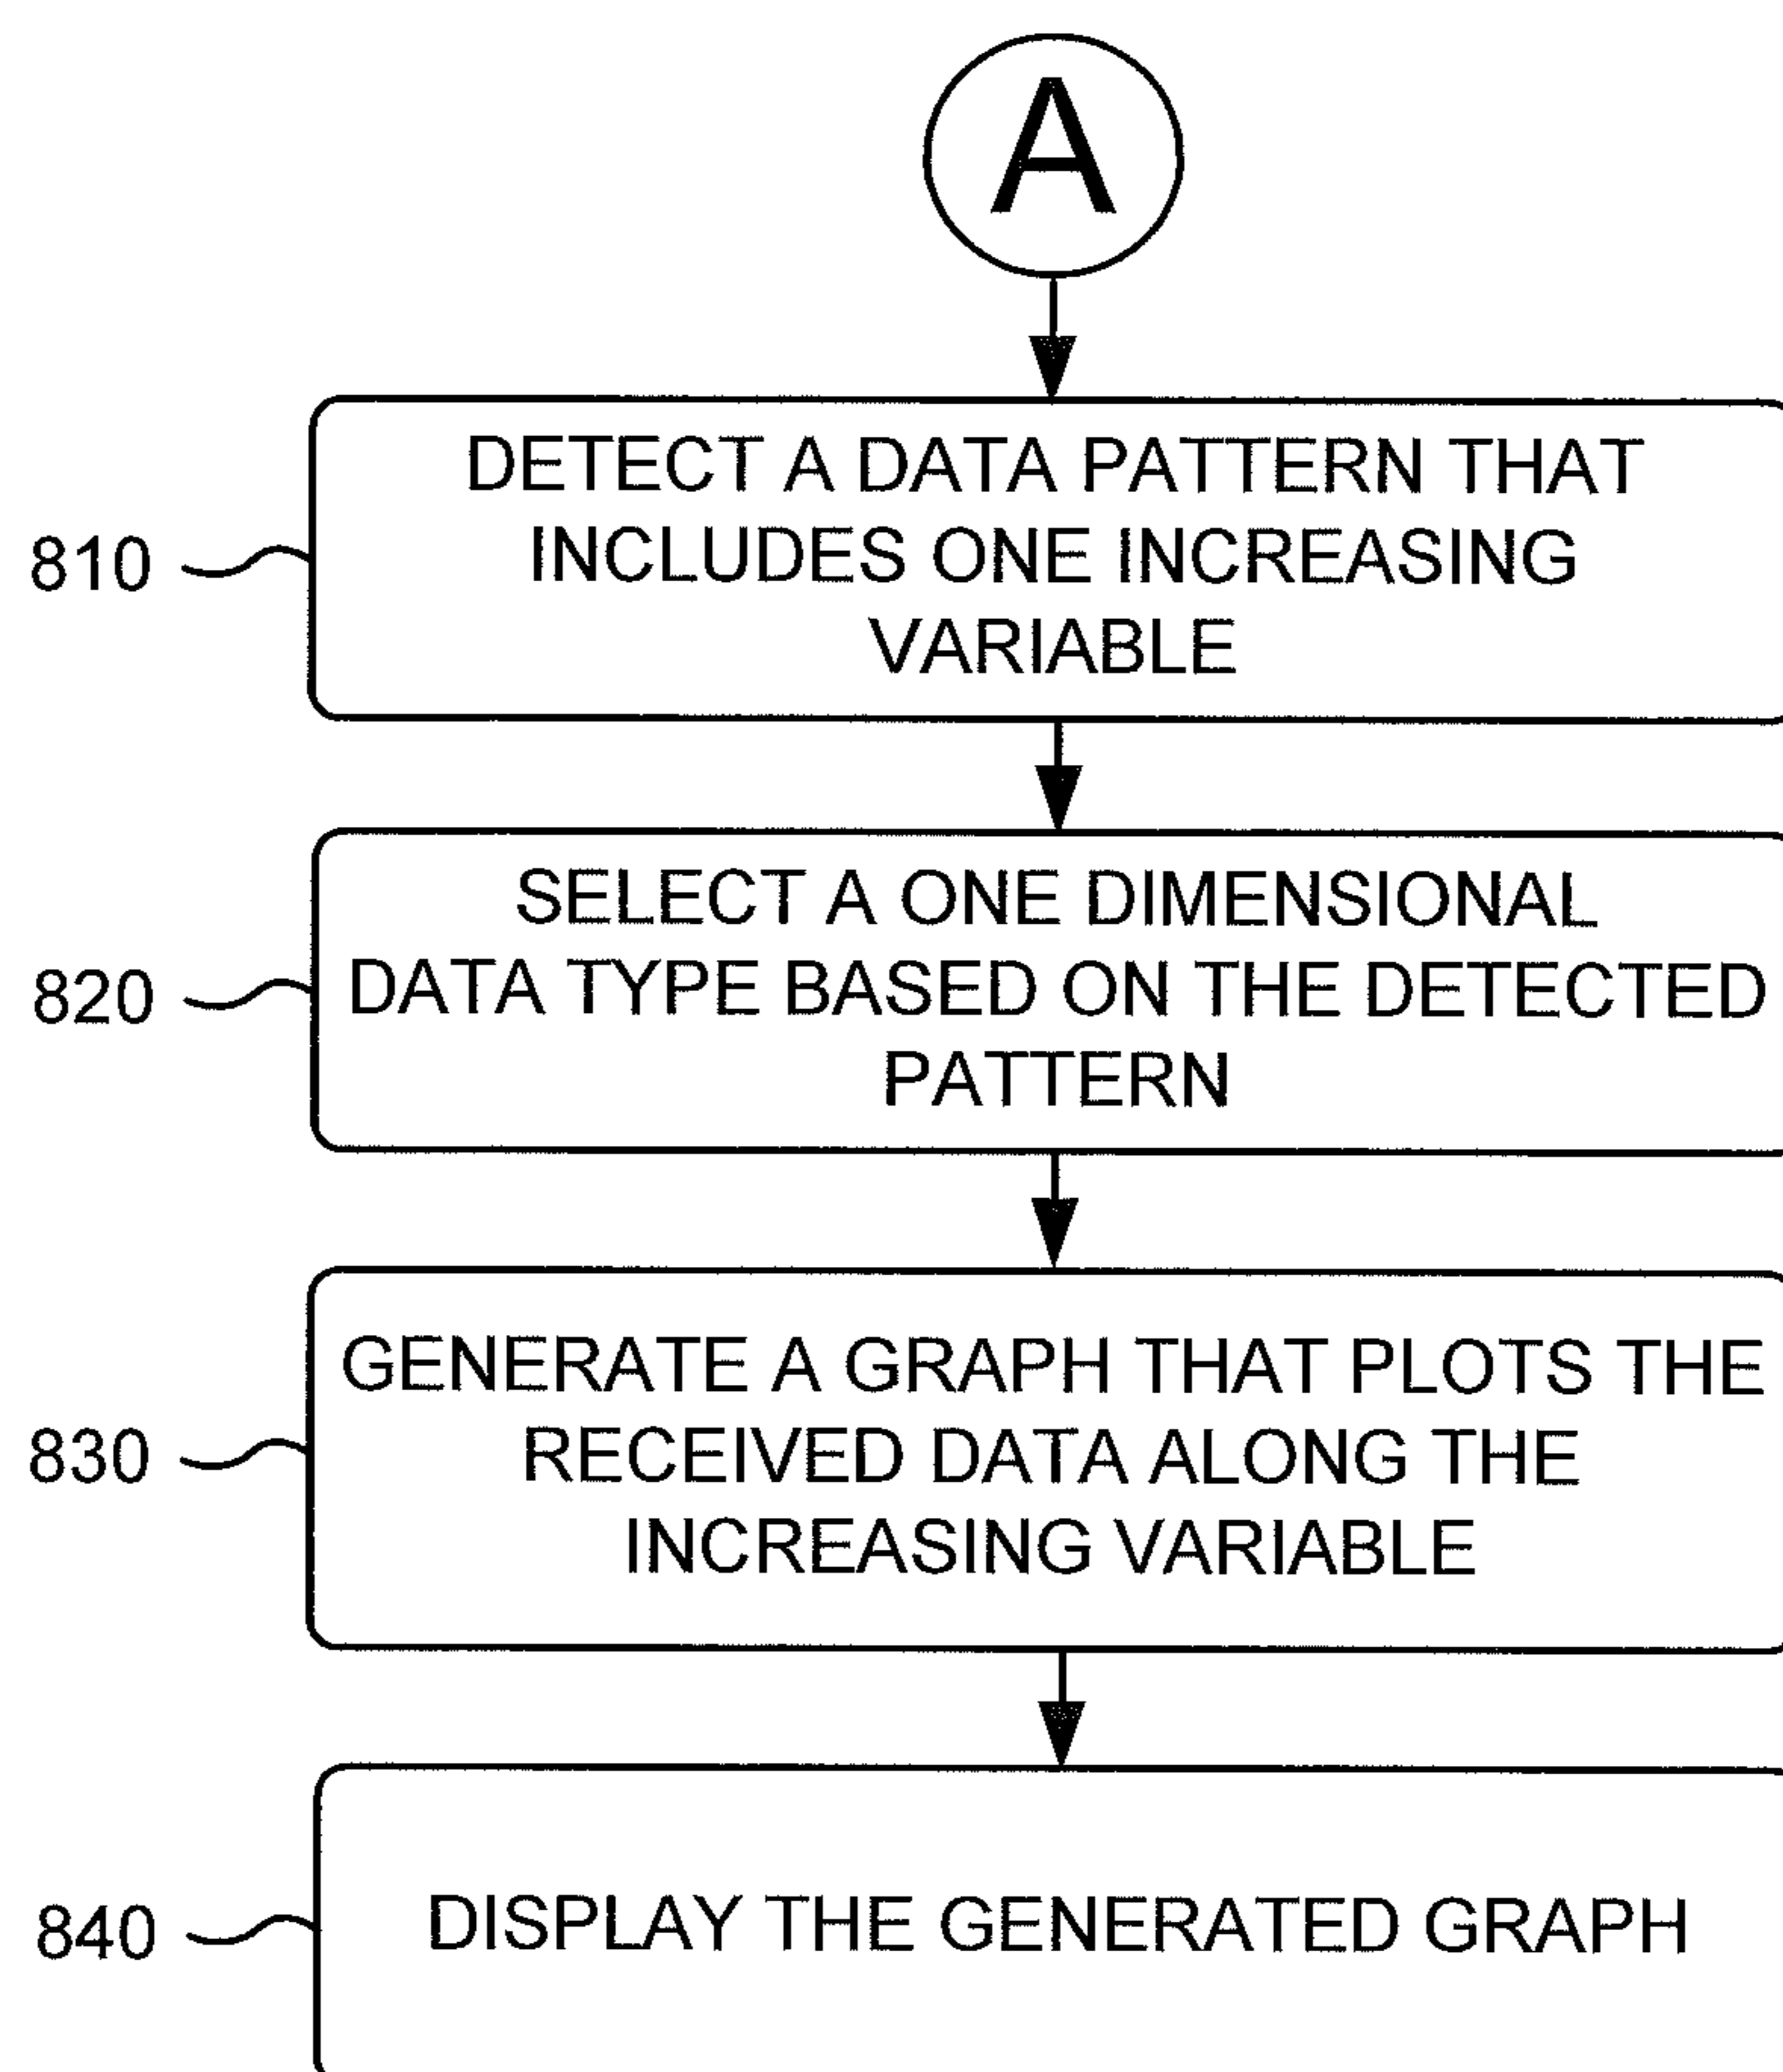 A
DETECT A DATA PATTERN THAT
INCLUDES ONE INCREASING
VARIABLE
810
SELECT A ONE DIMENSIONAL
DATA TYPE BASED ON THE DETECTED
PATTERN
820
GENERATE A GRAPH THAT PLOTS THE
RECEIVED DATA ALONG THE
INCREASING VARIABLE
830
DISPLAY THE GENERATED GRAPH
840